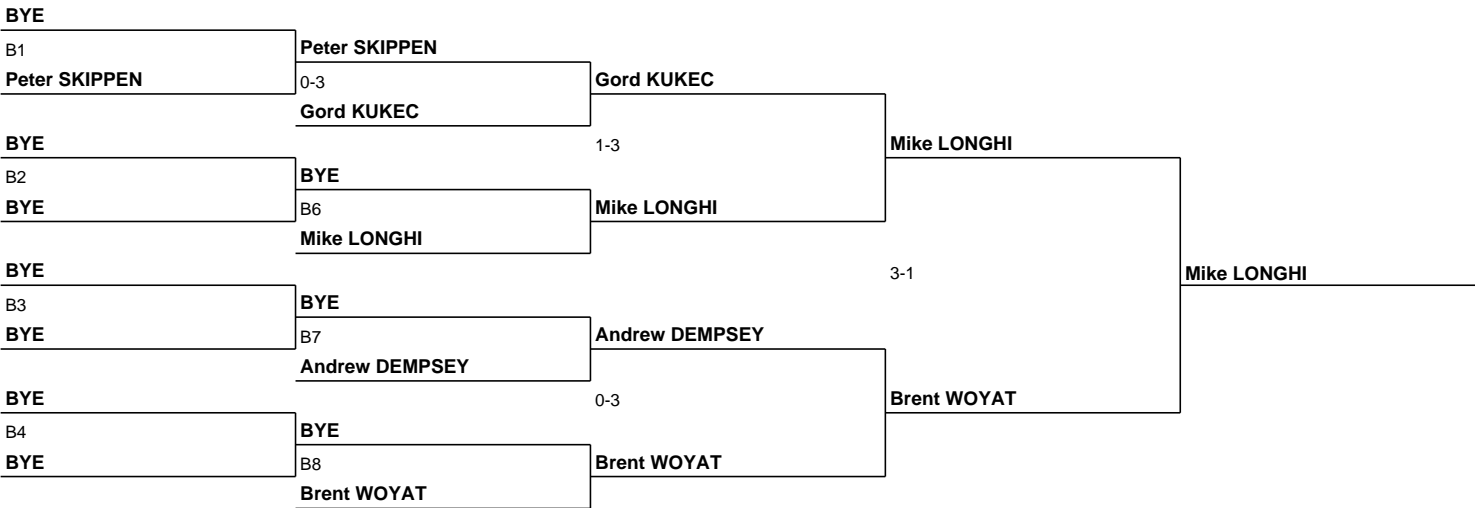 BYE
B1
Peter SKIPPEN
Peter SKIPPEN
0-3
Gord KUKEC
Gord KUKEC
BYE
B2
BYE
BYE
B6
Mike LONGHI
1-3
Mike LONGHI
Mike LONGHI
BYE
B3
BYE
BYE
B7
Andrew DEMPSEY
Andrew DEMPSEY
3-1
Mike LONGHI
BYE
B4
BYE
BYE
B8
Brent WOYAT
0-3
Brent WOYAT
Brent WOYAT